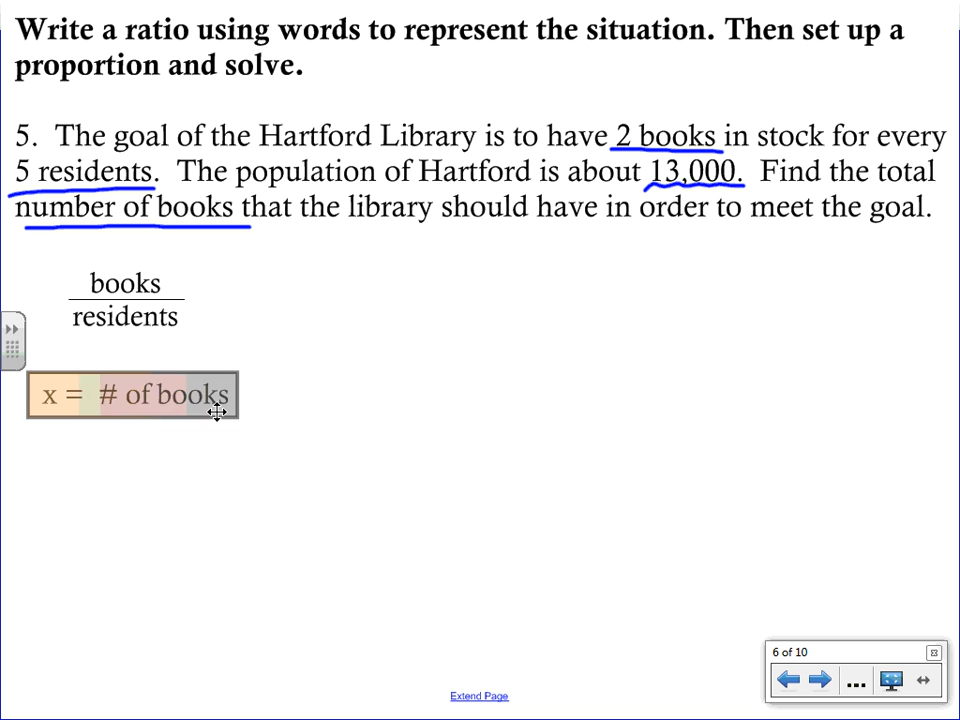 Write a ratio using words to represent the situation. Then set up a
proportion and solve.
5. The goal of the Hartford Library is to have 2 books in stock for every
5 residents. The population of Hartford is about 13,000. Find the total
number of books that the library should have in order to meet the goal.
books
residents
x = # of books
6 of 10
...
Extend Page